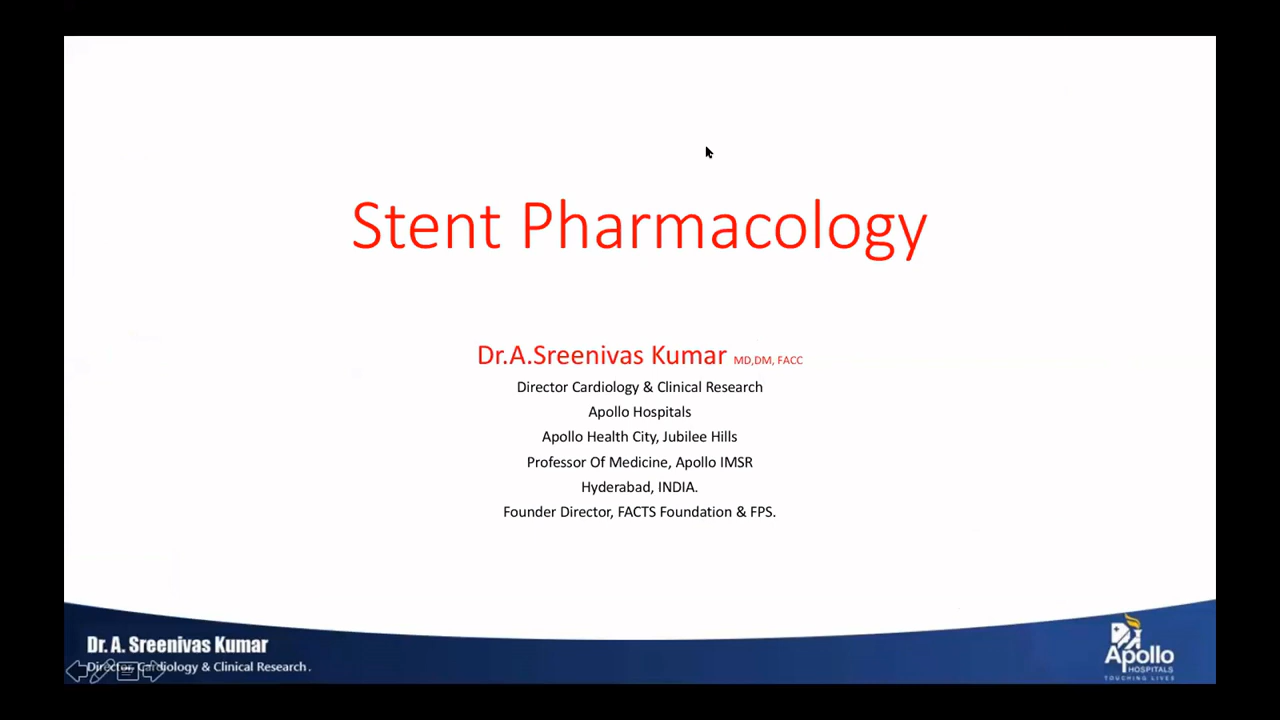 Stent Pharmacology
Dr.A.Sreenivas Kumar MD,DM, FACC
Director Cardiology & Clinical Research
Apollo Hospitals
Apollo Health City, Jubilee Hills
Professor Of Medicine, Apollo IMSR
Hyderabad, INDIA.
Founder Director, FACTS Foundation & FPS.
Dr. A. Sreenivas Kumar
Director, Cardiology & Clinical Research.
Apollo
HOSPITALS
TOUCHING LIVES